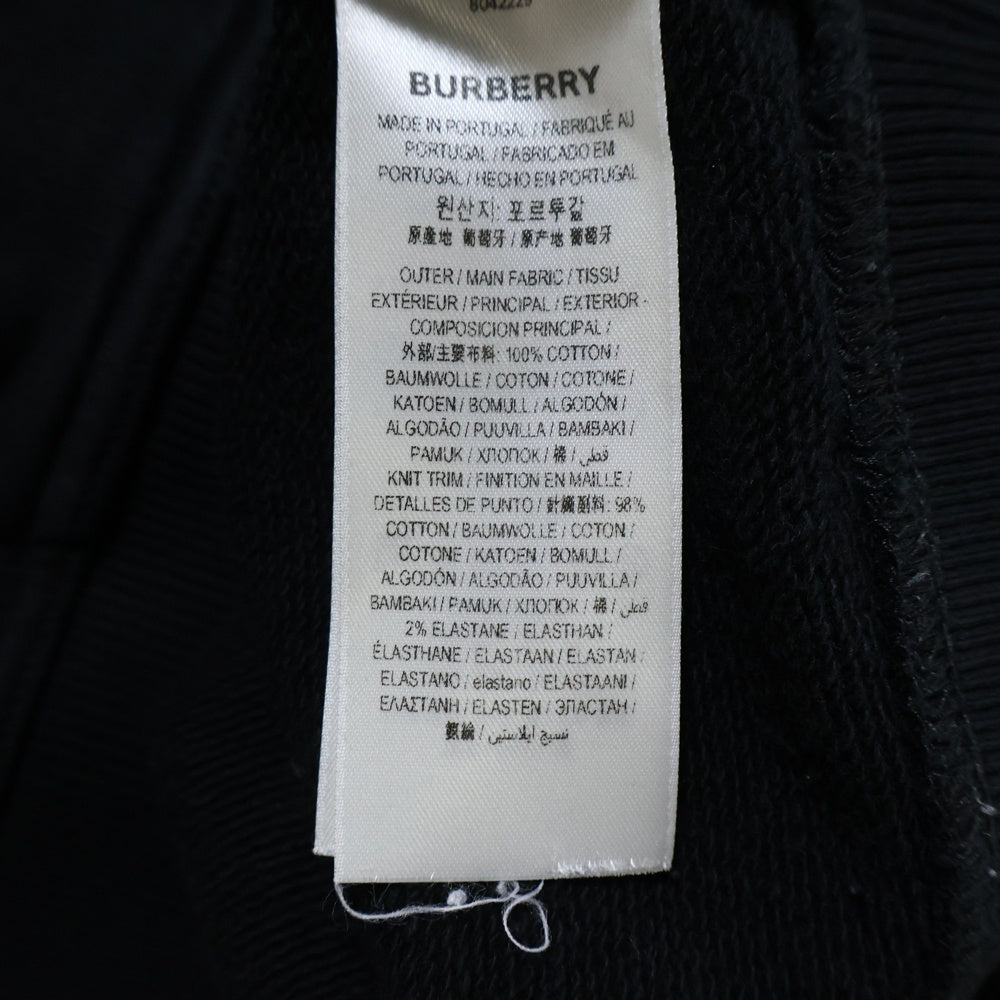 8042229
BURBERRY
MADE IN PORTUGAL / FABRIQUÉ AU
PORTUGAL / FABRICADO EM
PORTUGAL / HECHO EN PORTUGAL
원산지: 포르투갈
原產地 葡萄牙 / 原产地 葡萄牙
OUTER / MAIN FABRIC / TISSU
EXTÉRIEUR / PRINCIPAL / EXTERIOR -
COMPOSICION PRINCIPAL /
外部/主要布料: 100% COTTON /
BAUMWOLLE / COTON / COTONE /
KATOEN / BOMULL / ALGODÓN /
ALGODÃO / PUUVILLA / BAMBAKI /
PAMUK / ХЛОПОК / 棉 / قطني
KNIT TRIM / FINITION EN MAILLE /
DETALLES DE PUNTO / 針織副料: 98%
COTTON / BAUMWOLLE / COTON /
COTONE / KATOEN / BOMULL /
ALGODÓN / ALGODÃO / PUUVILLA /
BAMBAKI / PAMUK / ХЛОПОК / 棉 / قطني
2% ELASTANE / ELASTHAN /
ÉLASTHANE / ELASTAAN / ELASTAN /
ELASTANO / elastano / ELASTAANI /
ΕΛΑΣΤΑΝΗ / ELASTEN / ЭЛАСТАН /
氨綸 / نسيج ايلاستين